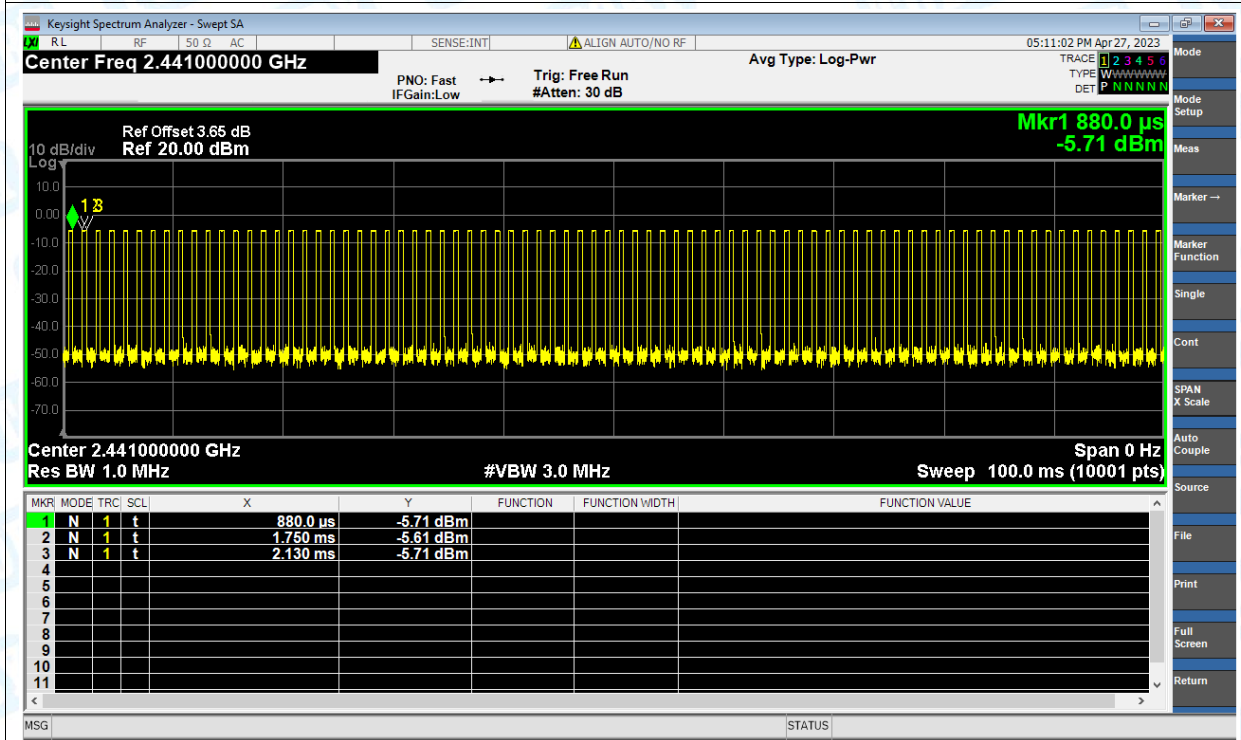 Keysight Spectrum Analyzer - Swept SA
LXI RL RF 50 Ω AC SENSE:INT ALIGN AUTO/NO RF 05:11:02 PM Apr 27, 2023
Center Freq 2.441000000 GHz
PNO: Fast
IFGain:Low
Trig: Free Run
#Atten: 30 dB
Avg Type: Log-Pwr
TRACE 1 2 3 4 5 6
TYPE WWWWWW
DET P N N N N N
Ref Offset 3.65 dB
10 dB/div Ref 20.00 dBm
Log
Mkr1 880.0 µs
-5.71 dBm
10.0
0.00
-10.0
-20.0
-30.0
-40.0
-50.0
-60.0
-70.0
1 2 3
Center 2.441000000 GHz Span 0 Hz
Res BW 1.0 MHz #VBW 3.0 MHz Sweep 100.0 ms (10001 pts)
MKR MODE TRC SCL X Y FUNCTION FUNCTION WIDTH FUNCTION VALUE
1 N 1 t 880.0 µs -5.71 dBm
2 N 1 t 1.750 ms -5.61 dBm
3 N 1 t 2.130 ms -5.71 dBm
4
5
6
7
8
9
10
11
MSG STATUS
Mode
Mode
Setup
Meas
Marker →
Marker
Function
Single
Cont
SPAN
X Scale
Auto
Couple
Source
File
Print
Full
Screen
Return